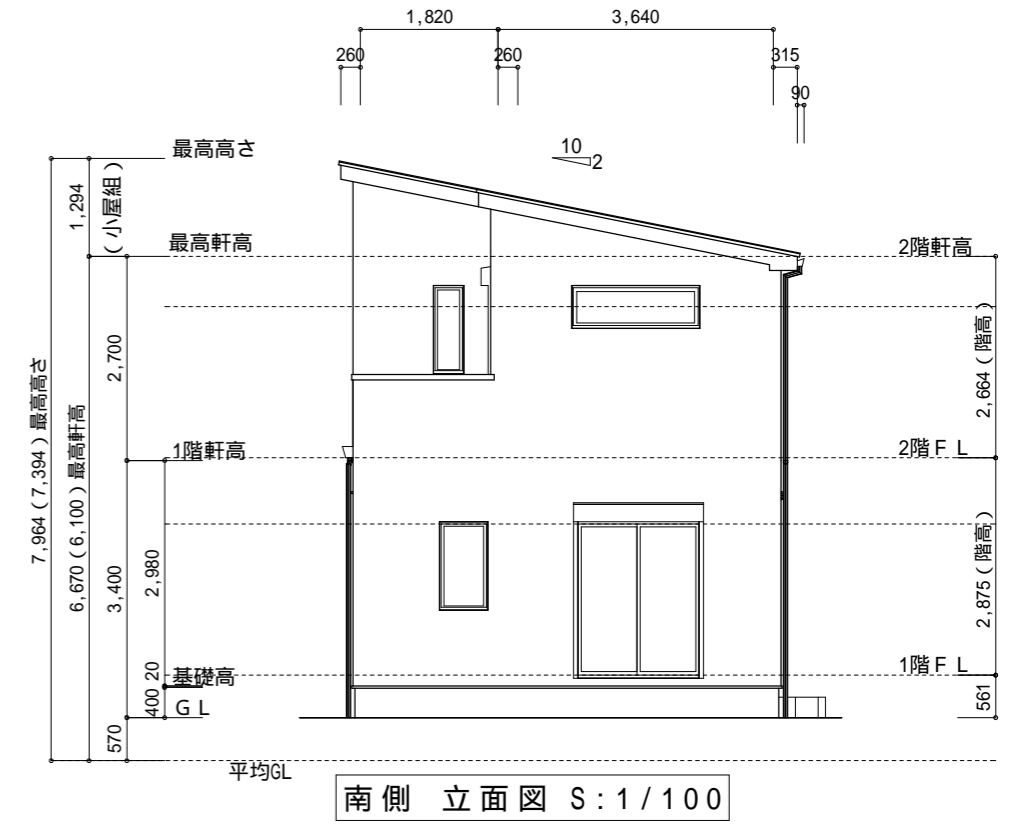 1,820
3,640
260
260
315
90
最高高さ
10
2
1,294
(小屋組)
最高軒高
2階軒高
2,700
2,664(階高)
7,964(7,394)最高高さ
6,670(6,100)最高軒高
1階軒高
2階FL
3,400
2,980
2,875(階高)
1階FL
20
基礎高
400
GL
561
570
平均GL
南側 立面図 S:1/100